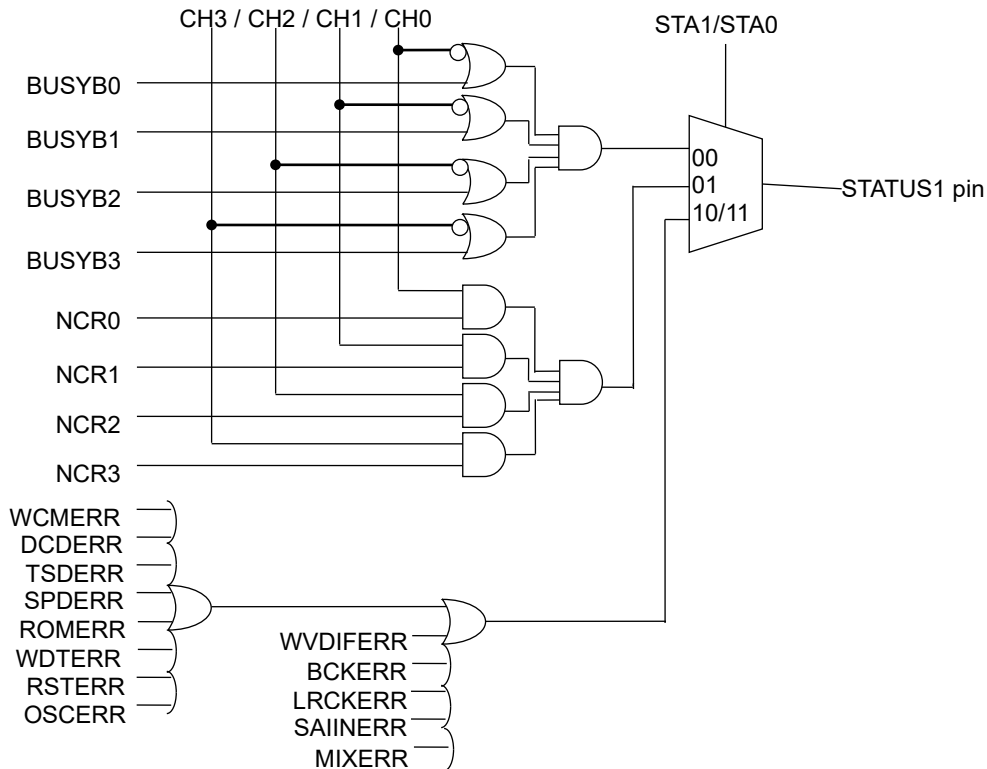 CH3 / CH2 / CH1 / CH0
STA1/STA0
BUSYB0
BUSYB1
BUSYB2
BUSYB3
00
01
10/11
STATUS1 pin
NCR0
NCR1
NCR2
NCR3
WCMERR
DCDERR
TSDERR
SPDERR
ROMERR
WDTERR
RSTERR
OSCERR
WVDIFERR
BCKERR
LRCKERR
SAIINERR
MIXERR